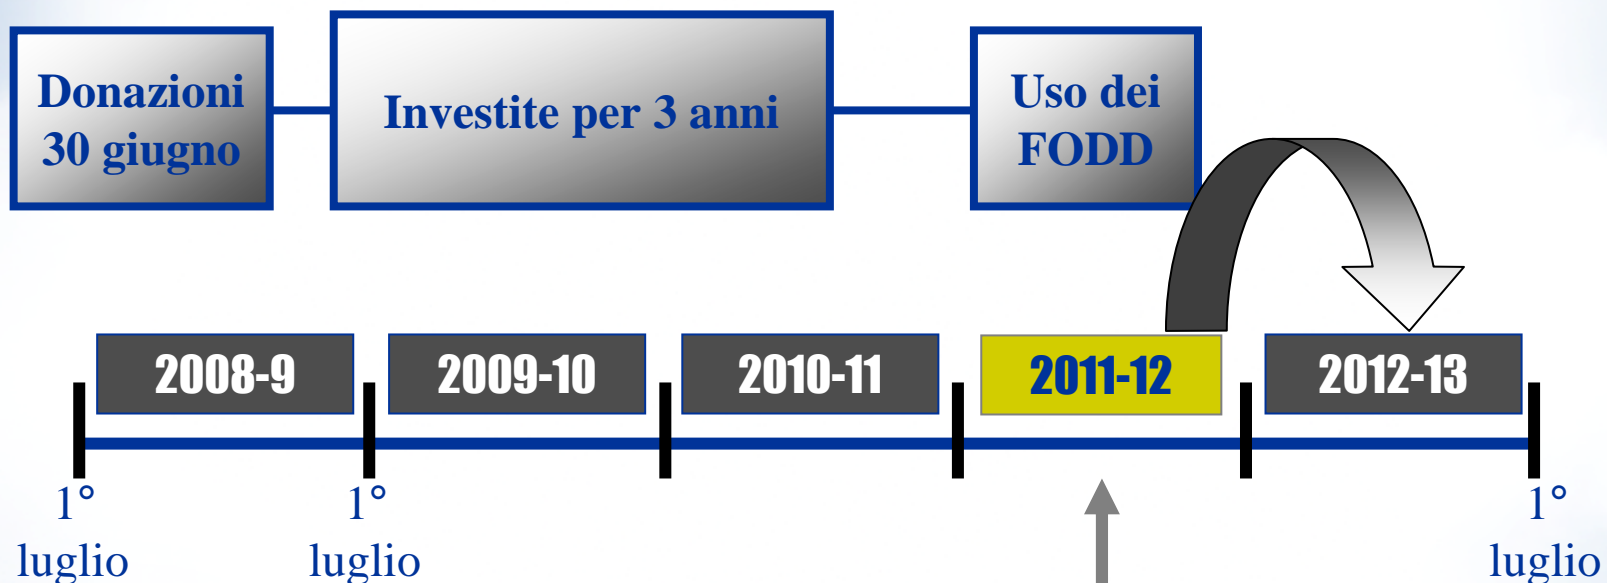 Donazioni
30 giugno
Investite per 3 anni
Uso dei
FODD
2008-9
2009-10
2010-11
2011-12
2012-13
1°
luglio
1°
luglio
1°
luglio